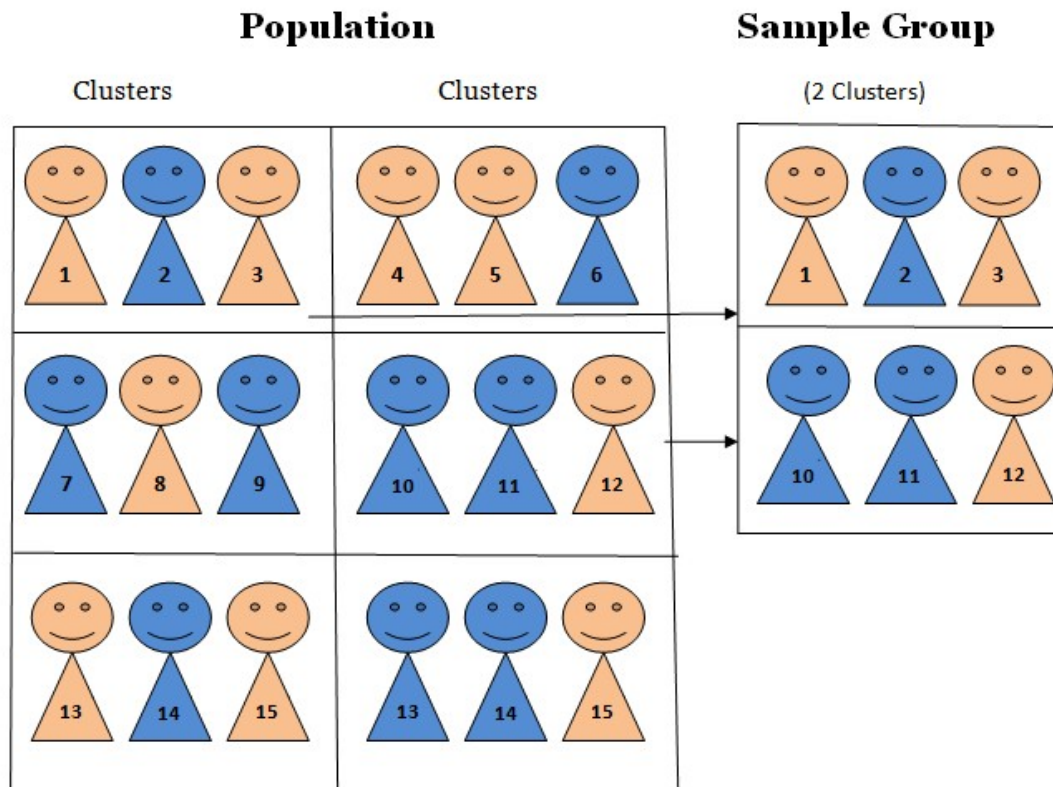 Population Sample Group
Clusters Clusters (2 Clusters)
1 2 3 4 5 6 1 2 3
7 8 9 10 11 12 10 11 12
13 14 15 13 14 15